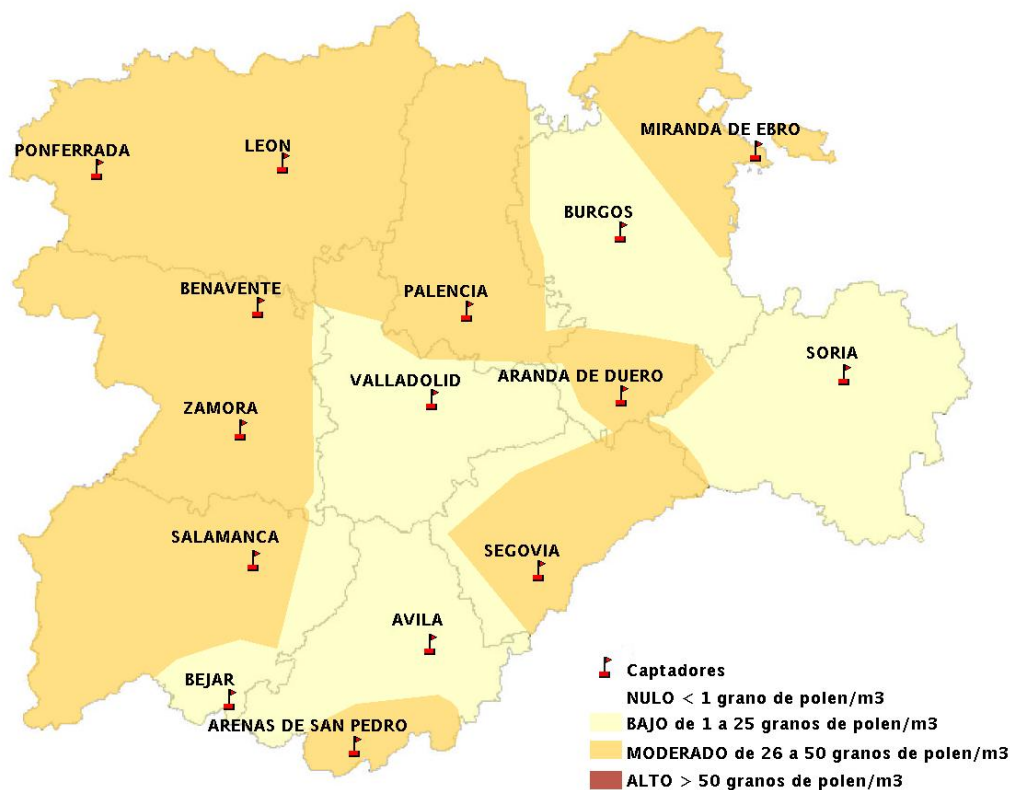 MIRANDA DE EBRO
PONFERRADA
LEON
BURGOS
BENAVENTE
PALENCIA
SORIA
VALLADOLID
ARANDA DE DUERO
ZAMORA
SALAMANCA
SEGOVIA
AVILA
BEJAR
ARENAS DE SAN PEDRO
Captadores
NULO < 1 grano de polen/m3
BAJO de 1 a 25 granos de polen/m3
MODERADO de 26 a 50 granos de polen/m3
ALTO > 50 granos de polen/m3